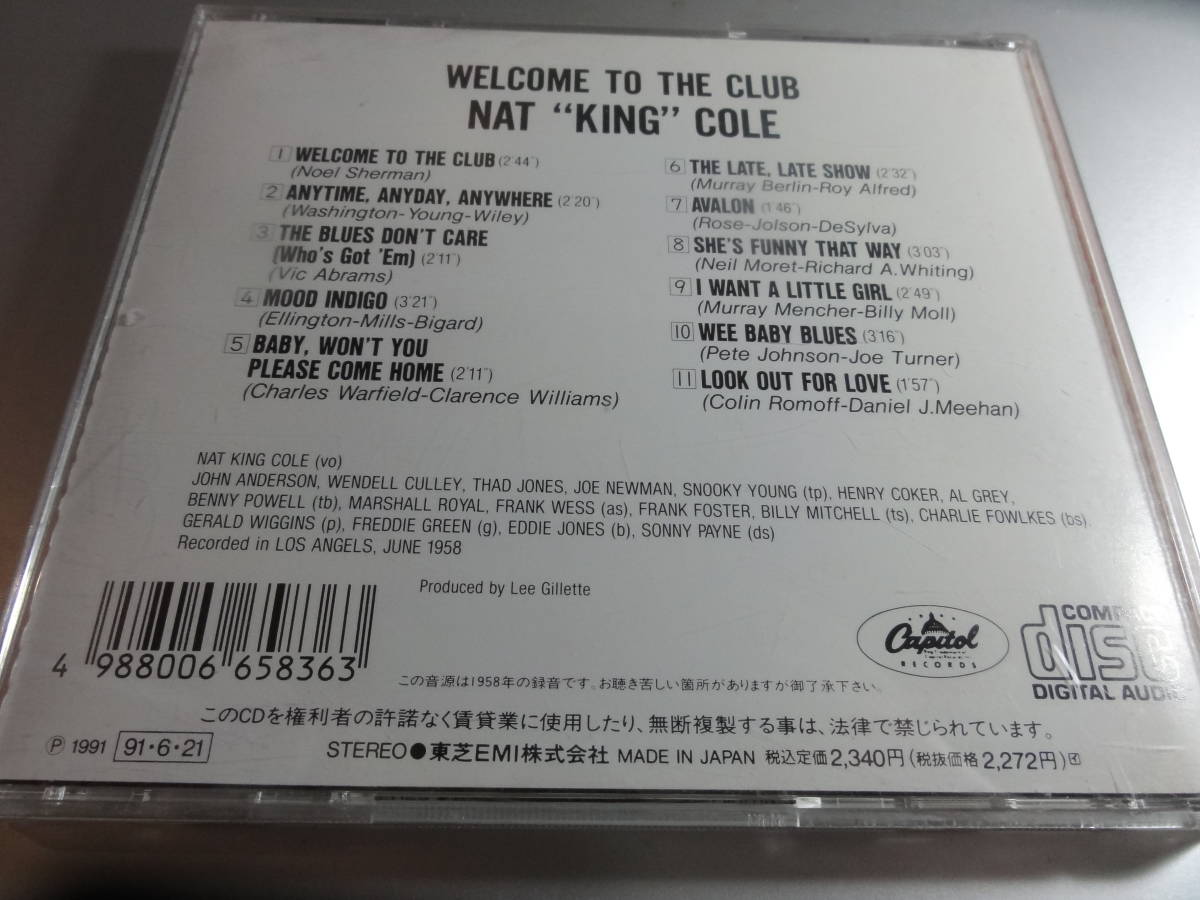 WELCOME TO THE CLUB
NAT “KING” COLE
1 WELCOME TO THE CLUB (2'44")
(Noel Sherman)
2 ANYTIME, ANYDAY, ANYWHERE (2'20")
(Washington-Young-Wiley)
3 THE BLUES DON'T CARE
(Who's Got 'Em) (2'11")
(Vic Abrams)
4 MOOD INDIGO (3'21")
(Ellington-Mills-Bigard)
5 BABY, WON'T YOU
PLEASE COME HOME (2'11")
(Charles Warfield-Clarence Williams)
6 THE LATE, LATE SHOW (2'32")
(Murray Berlin-Roy Alfred)
7 AVALON (1'46")
(Rose-Jolson-DeSylva)
8 SHE'S FUNNY THAT WAY (3'03")
(Neil Moret-Richard A.Whiting)
9 I WANT A LITTLE GIRL (2'49")
(Murray Mencher-Billy Moll)
10 WEE BABY BLUES (3'16")
(Pete Johnson-Joe Turner)
11 LOOK OUT FOR LOVE (1'57")
(Colin Romoff-Daniel J.Meehan)
NAT KING COLE (vo)
JOHN ANDERSON, WENDELL CULLEY, THAD JONES, JOE NEWMAN, SNOOKY YOUNG (tp), HENRY COKER, AL GREY,
BENNY POWELL (tb), MARSHALL ROYAL, FRANK WESS (as), FRANK FOSTER, BILLY MITCHELL (ts), CHARLIE FOWLKES (bs)
GERALD WIGGINS (p), FREDDIE GREEN (g), EDDIE JONES (b), SONNY PAYNE (ds)
Recorded in LOS ANGELS, JUNE 1958
Produced by Lee Gillette
4 988006 658363
Capitol
RECORDS
COMPACT
disc
DIGITAL AUDIO
この音源は1958年の録音です。お聴き苦しい箇所がありますが御了承下さい。
このCDを権利者の許諾なく賃貸業に使用したり、無断複製する事は、法律で禁じられています。
Ⓟ 1991 91・6・21 STEREO●東芝EMI株式会社 MADE IN JAPAN 税込定価2,340円(税抜価格2,272円)